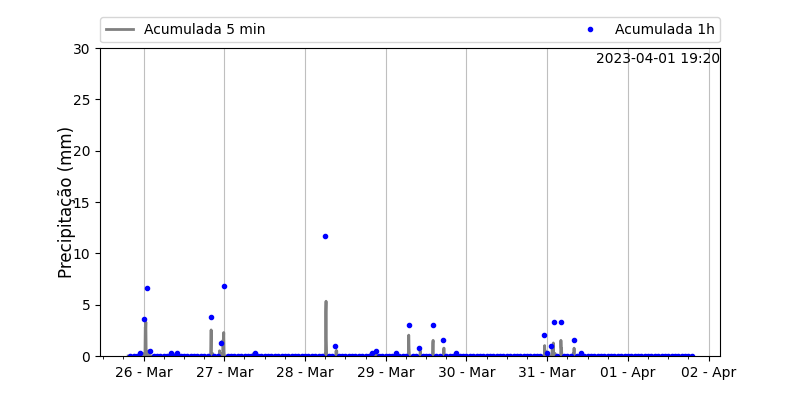 Acumulada 5 min
Acumulada 1h
2023-04-01 19:20
Precipitação (mm)
30
25
20
15
10
5
0
26 - Mar 27 - Mar 28 - Mar 29 - Mar 30 - Mar 31 - Mar 01 - Apr 02 - Apr